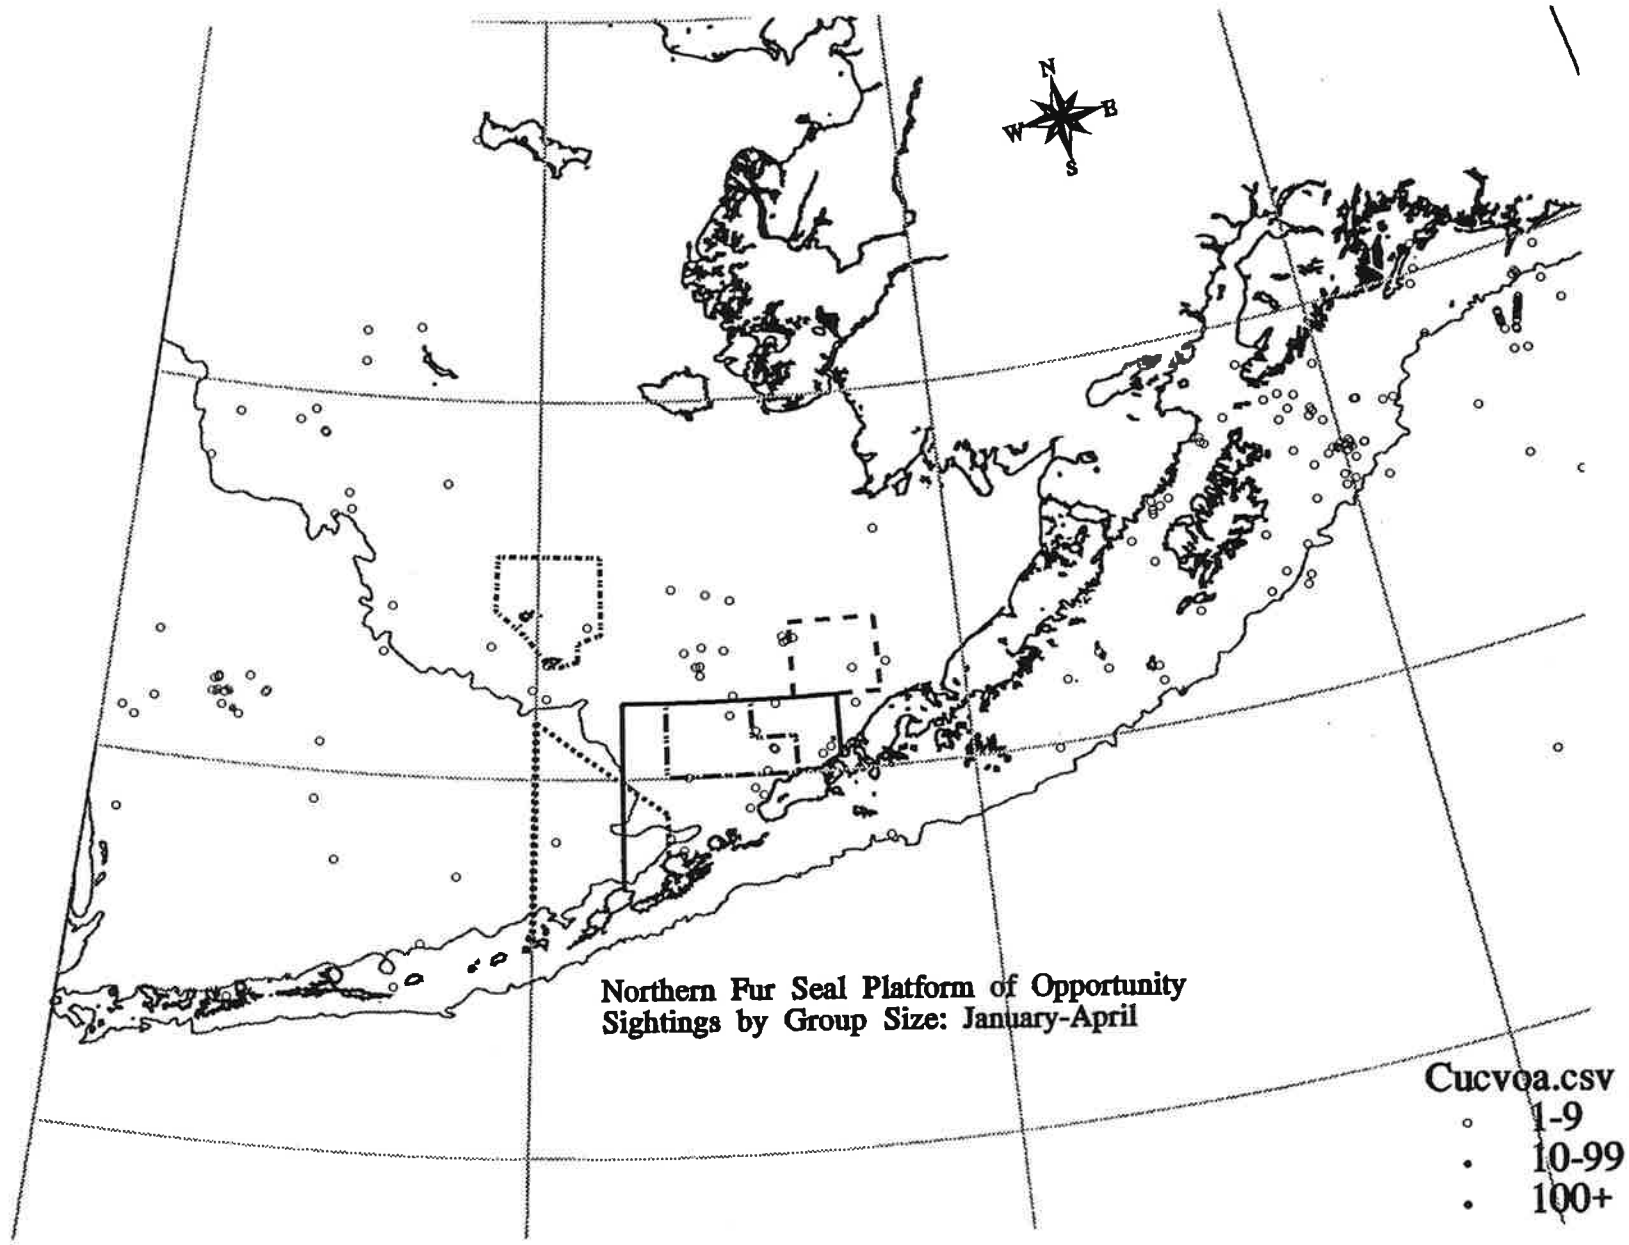 N
W E
S
Northern Fur Seal Platform of Opportunity
Sightings by Group Size: January-April
Cucvoa.csv
1-9
10-99
100+